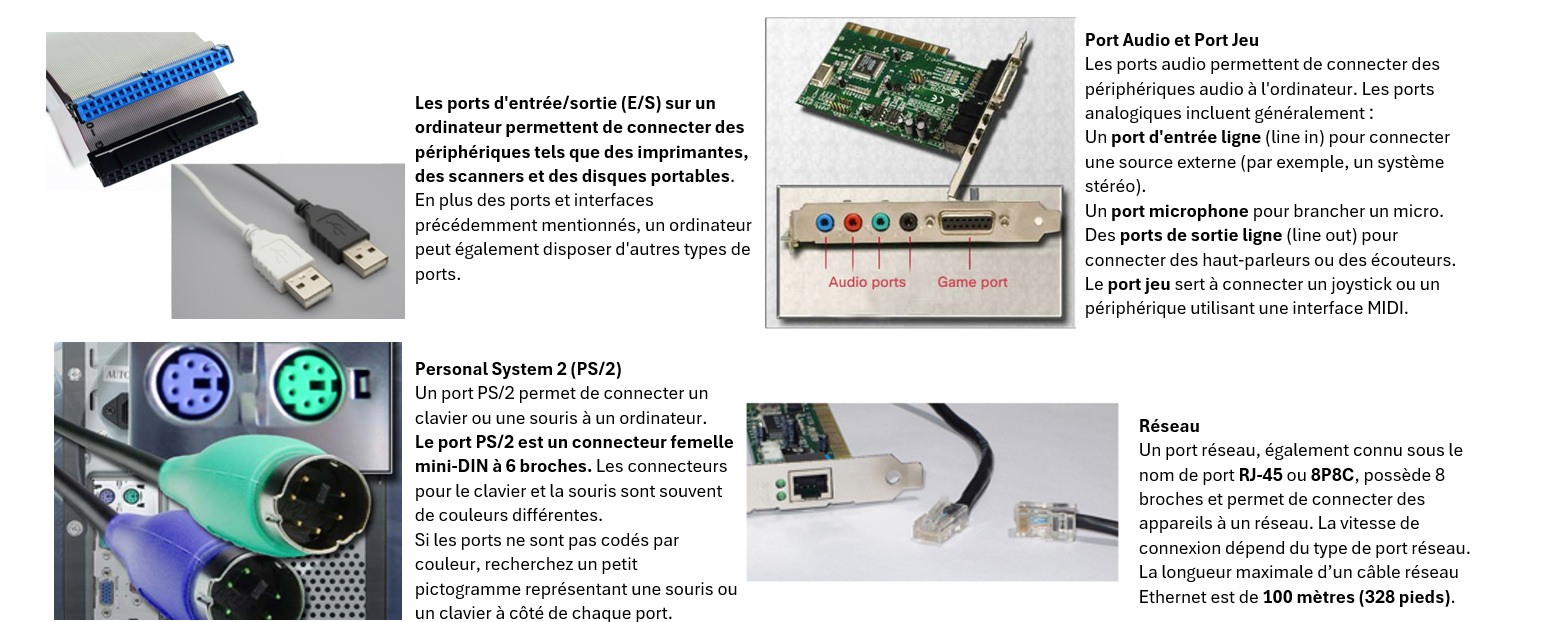 Les ports d'entrée/sortie (E/S) sur un
ordinateur permettent de connecter des
périphériques tels que des imprimantes,
des scanners et des disques portables.
En plus des ports et interfaces
précédemment mentionnés, un ordinateur
peut également disposer d'autres types de
ports.
Audio ports
Game port
Port Audio et Port Jeu
Les ports audio permettent de connecter des
périphériques audio à l'ordinateur. Les ports
analogiques incluent généralement :
Un port d'entrée ligne (line in) pour connecter
une source externe (par exemple, un système
stéréo).
Un port microphone pour brancher un micro.
Des ports de sortie ligne (line out) pour
connecter des haut-parleurs ou des écouteurs.
Le port jeu sert à connecter un joystick ou un
périphérique utilisant une interface MIDI.
AUTO
Personal System 2 (PS/2)
Un port PS/2 permet de connecter un
clavier ou une souris à un ordinateur.
Le port PS/2 est un connecteur femelle
mini-DIN à 6 broches. Les connecteurs
pour le clavier et la souris sont souvent
de couleurs différentes.
Si les ports ne sont pas codés par
couleur, recherchez un petit
pictogramme représentant une souris ou
un clavier à côté de chaque port.
Réseau
Un port réseau, également connu sous le
nom de port RJ-45 ou 8P8C, possède 8
broches et permet de connecter des
appareils à un réseau. La vitesse de
connexion dépend du type de port réseau.
La longueur maximale d’un câble réseau
Ethernet est de 100 mètres (328 pieds).